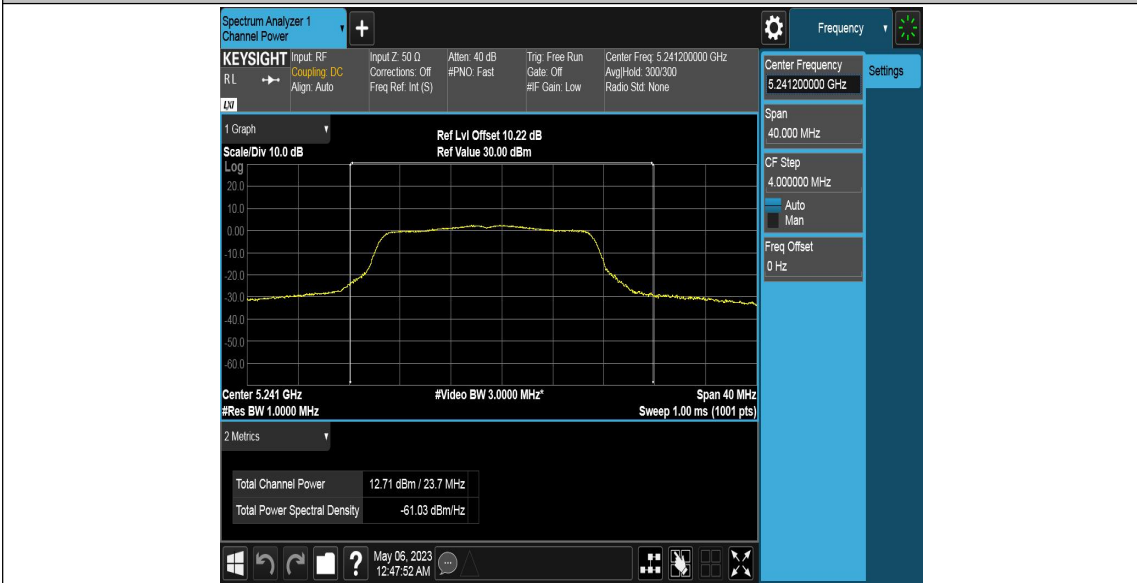 Spectrum Analyzer 1
Channel Power
+
Frequency
KEYSIGHT
R L
LXI
Input: RF
Coupling: DC
Align: Auto
Input Z: 50 Ω
Corrections: Off
Freq Ref: Int (S)
Atten: 40 dB
#PNO: Fast
Trig: Free Run
Gate: Off
#IF Gain: Low
Center Freq: 5.241200000 GHz
Avg|Hold: 300/300
Radio Std: None
Center Frequency
5.241200000 GHz
Settings
Span
40.000 MHz
CF Step
4.000000 MHz
Auto
Man
Freq Offset
0 Hz
1 Graph
Ref Lvl Offset 10.22 dB
Scale/Div 10.0 dB
Ref Value 30.00 dBm
Log
20.0
10.0
0.00
-10.0
-20.0
-30.0
-40.0
-50.0
-60.0
Center 5.241 GHz
#Video BW 3.0000 MHz*
Span 40 MHz
#Res BW 1.0000 MHz
Sweep 1.00 ms (1001 pts)
2 Metrics
Total Channel Power 12.71 dBm / 23.7 MHz
Total Power Spectral Density -61.03 dBm/Hz
?
May 06, 2023
12:47:52 AM